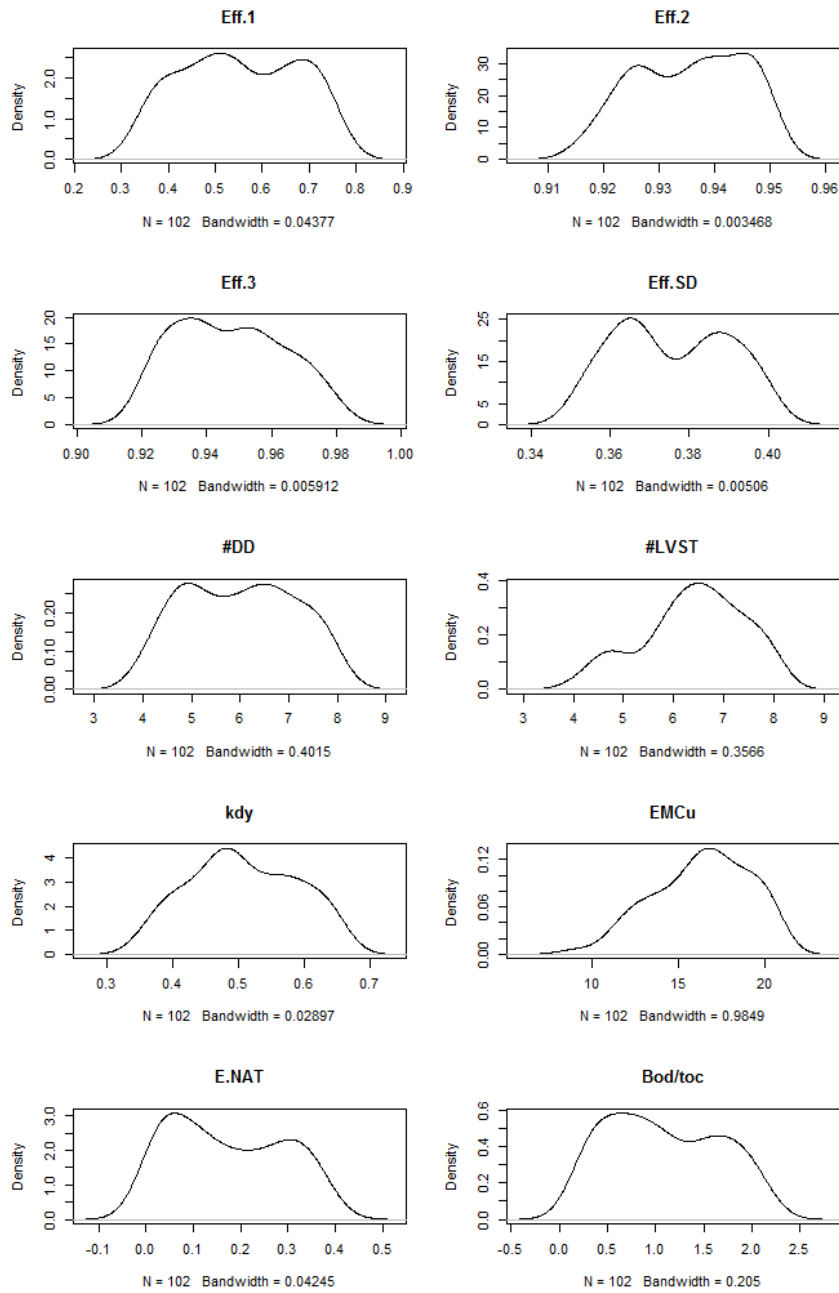 Eff.1
Density
0.0 1.0 2.0
0.2 0.3 0.4 0.5 0.6 0.7 0.8 0.9
N = 102 Bandwidth = 0.04377
Eff.2
Density
0 10 20 30
0.91 0.92 0.93 0.94 0.95 0.96
N = 102 Bandwidth = 0.003468
Eff.3
Density
0 5 10 15 20
0.90 0.92 0.94 0.96 0.98 1.00
N = 102 Bandwidth = 0.005912
Eff.SD
Density
0 5 15 25
0.34 0.36 0.38 0.40
N = 102 Bandwidth = 0.00506
#DD
Density
0.00 0.10 0.20
3 4 5 6 7 8 9
N = 102 Bandwidth = 0.4015
#LVST
Density
0.0 0.2 0.4
3 4 5 6 7 8 9
N = 102 Bandwidth = 0.3566
kdy
Density
0 1 2 3 4
0.3 0.4 0.5 0.6 0.7
N = 102 Bandwidth = 0.02897
EMCu
Density
0.00 0.06 0.12
10 15 20
N = 102 Bandwidth = 0.9849
E.NAT
Density
0.0 1.0 2.0 3.0
-0.1 0.0 0.1 0.2 0.3 0.4 0.5
N = 102 Bandwidth = 0.04245
Bod/toc
Density
0.0 0.2 0.4 0.6
-0.5 0.0 0.5 1.0 1.5 2.0 2.5
N = 102 Bandwidth = 0.205